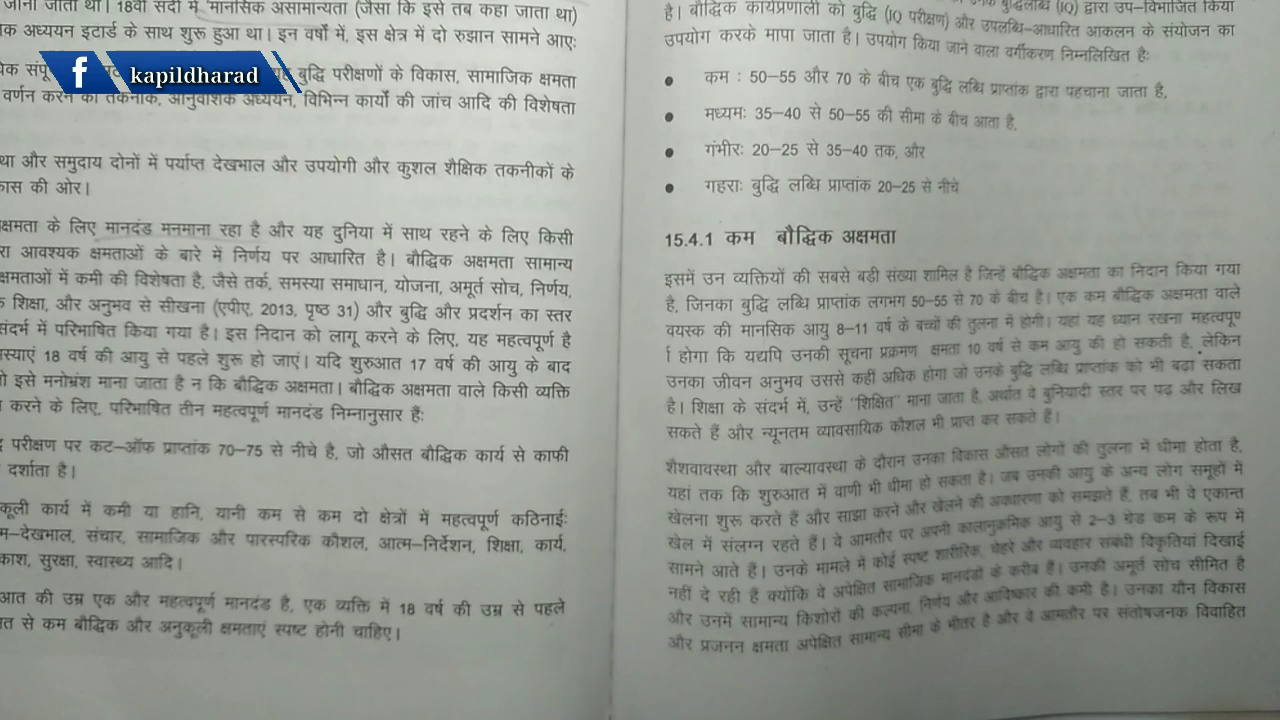 जाना जाता था। 18वीं सदी में 'मानसिक असामान्यता (जैसा कि इसे तब कहा जाता था)
क अध्ययन इटार्ड के साथ शुरू हुआ था। इन वर्षों में, इस क्षेत्र में दो रुझान सामने आएः
kapildharad
बुद्धि परीक्षणों के विकास, सामाजिक क्षमता
वर्णन करने की तकनीक, आनुवांशिक अध्ययन, विभिन्न कार्यों की जांच आदि की विशेषता
था और समुदाय दोनों में पर्याप्त देखभाल और उपयोगी और कुशल शैक्षिक तकनीकों के
कास की ओर।
क्षमता के लिए मानदंड मनमाना रहा है और यह दुनिया में साथ रहने के लिए किसी
रा आवश्यक क्षमताओं के बारे में निर्णय पर आधारित है। बौद्धिक अक्षमता सामान्य
क्षमताओं में कमी की विशेषता है, जैसे तर्क, समस्या समाधान, योजना, अमूर्त सोच, निर्णय,
क शिक्षा, और अनुभव से सीखना (एपीए, 2013, पृष्ठ 31) और बुद्धि और प्रदर्शन का स्तर
संदर्भ में परिभाषित किया गया है। इस निदान को लागू करने के लिए, यह महत्वपूर्ण है
स्याएं 18 वर्ष की आयु से पहले शुरू हो जाएं। यदि शुरुआत 17 वर्ष की आयु के बाद
ो इसे मनोभ्रंश माना जाता है न कि बौद्धिक अक्षमता। बौद्धिक अक्षमता वाले किसी व्यक्ति
करने के लिए, परिभाषित तीन महत्वपूर्ण मानदंड निम्नानुसार हैंः
परीक्षण पर कट–ऑफ प्राप्तांक 70–75 से नीचे है, जो औसत बौद्धिक कार्य से काफी
दर्शाता है।
कूली कार्य में कमी या हानि, यानी कम से कम दो क्षेत्रों में महत्वपूर्ण कठिनाईः
म–देखभाल, संचार, सामाजिक और पारस्परिक कौशल, आत्म–निर्देशन, शिक्षा, कार्य,
काश, सुरक्षा, स्वास्थ्य आदि।
आत की उम्र एक और महत्वपूर्ण मानदंड है, एक व्यक्ति में 18 वर्ष की उम्र से पहले
त से कम बौद्धिक और अनुकूली क्षमताएं स्पष्ट होनी चाहिए।
बुद्धिलब्धि (IQ) द्वारा उप–विभाजित किया
है। बौद्धिक कार्यप्रणाली को बुद्धि (IQ परीक्षण) और उपलब्धि–आधारित आकलन के संयोजन का
उपयोग करके मापा जाता है। उपयोग किया जाने वाला वर्गीकरण निम्नलिखित हैः
● कम : 50–55 और 70 के बीच एक बुद्धि लब्धि प्राप्तांक द्वारा पहचाना जाता है,
● मध्यमः 35–40 से 50–55 की सीमा के बीच आता है,
● गंभीरः 20–25 से 35–40 तक, और
● गहराः बुद्धि लब्धि प्राप्तांक 20–25 से नीचे
15.4.1 कम बौद्धिक अक्षमता
इसमें उन व्यक्तियों की सबसे बड़ी संख्या शामिल है जिन्हें बौद्धिक अक्षमता का निदान किया गया
है, जिनका बुद्धि लब्धि प्राप्तांक लगभग 50–55 से 70 के बीच है। एक कम बौद्धिक अक्षमता वाले
वयस्क की मानसिक आयु 8–11 वर्ष के बच्चों की तुलना में होगी। यहां यह ध्यान रखना महत्वपूण
र् होगा कि यद्यपि उनकी सूचना प्रक्रमण क्षमता 10 वर्ष से कम आयु की हो सकती है, लेकिन
उनका जीवन अनुभव उससे कहीं अधिक होगा जो उनके बुद्धि लब्धि प्राप्तांक को भी बढ़ा सकता
है। शिक्षा के संदर्भ में, उन्हें "शिक्षित" माना जाता है, अर्थात वे बुनियादी स्तर पर पढ़ और लिख
सकते हैं और न्यूनतम व्यावसायिक कौशल भी प्राप्त कर सकते हैं।
शैशवावस्था और बाल्यावस्था के दौरान उनका विकास औसत लोगों की तुलना में धीमा होता है,
यहां तक कि शुरुआत में वाणी भी धीमा हो सकता है। जब उनकी आयु के अन्य लोग समूहों में
खेलना शुरू करते हैं और साझा करने और खेलने की अवधारणा को समझते हैं, तब भी वे एकान्त
खेल में संलग्न रहते हैं। वे आमतौर पर अपनी कालानुक्रमिक आयु से 2–3 ग्रेड कम के रूप में
सामने आते हैं। उनके मामले में कोई स्पष्ट शारीरिक, चेहरे और व्यवहार संबंधी विकृतियां दिखाई
नहीं दे रही हैं क्योंकि वे अपेक्षित सामाजिक मानदंडों के करीब हैं। उनकी अमूर्त सोच सीमित है
और उनमें सामान्य किशोरों की कल्पना, निर्णय और आविष्कार की कमी है। उनका यौन विकास
और प्रजनन क्षमता अपेक्षित सामान्य सीमा के भीतर है और वे आमतौर पर संतोषजनक विवाहित